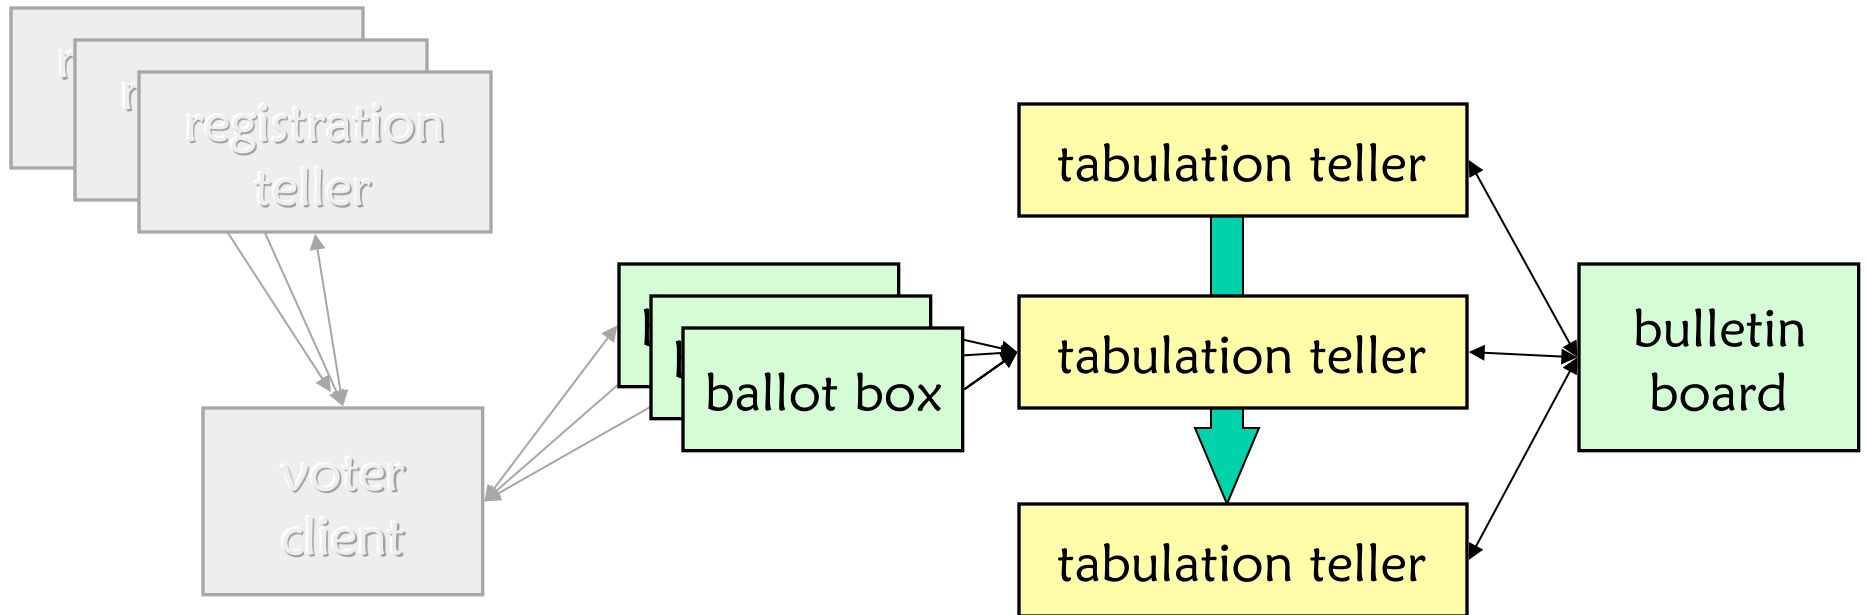 registration
teller
voter
client
ballot box
tabulation teller
tabulation teller
tabulation teller
bulletin
board